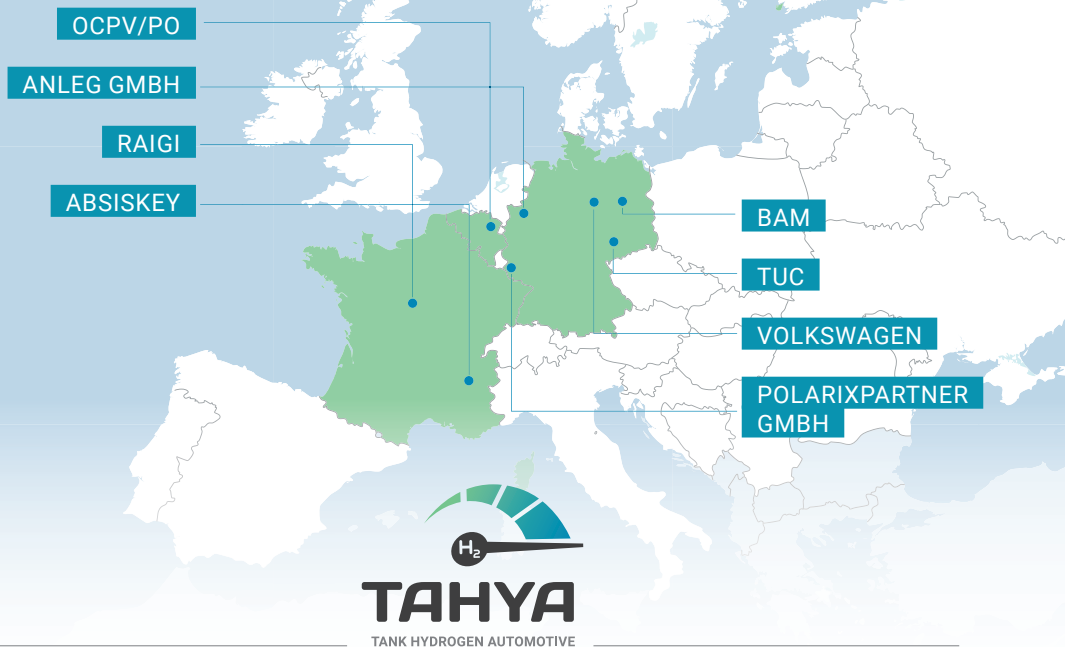 OCPV/PO
ANLEG GMBH
RAIGI
ABSISKEY
BAM
TUC
VOLKSWAGEN
POLARIXPARTNER
GMBH
H₂
TAHYA
TANK HYDROGEN AUTOMOTIVE